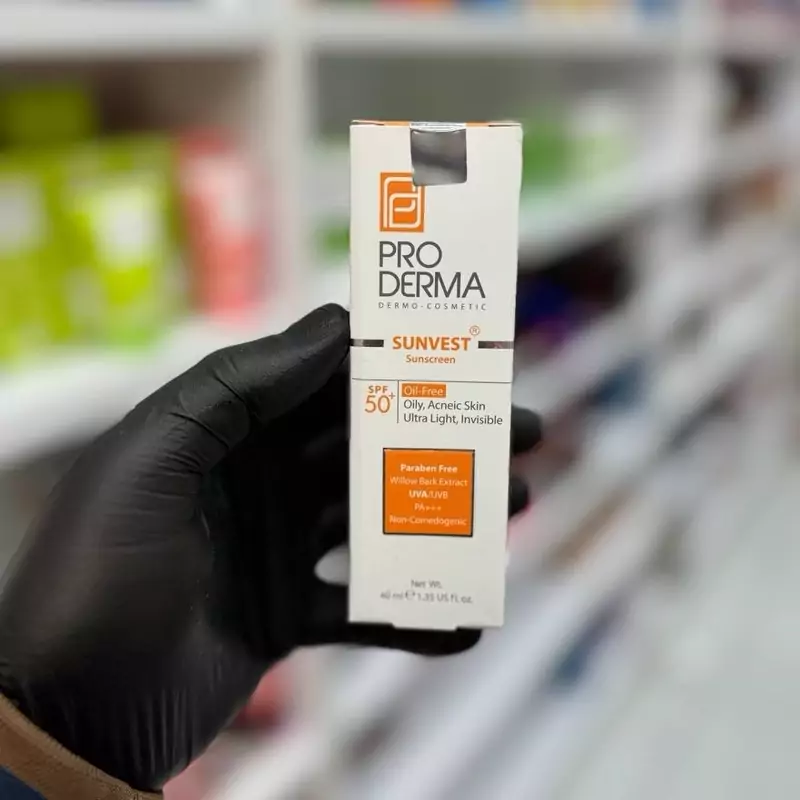 PRO
DERMA
DERMO-COSMETIC
SUNVEST®
Sunscreen
SPF
50+
Oil-Free
Oily, Acneic Skin
Ultra Light, Invisible
Paraben Free
Willow Bark Extract
UVA/UVB
PA+++
Non-Comedogenic
Net Wt.
40 ml ℮ 1.35 US fl.oz.